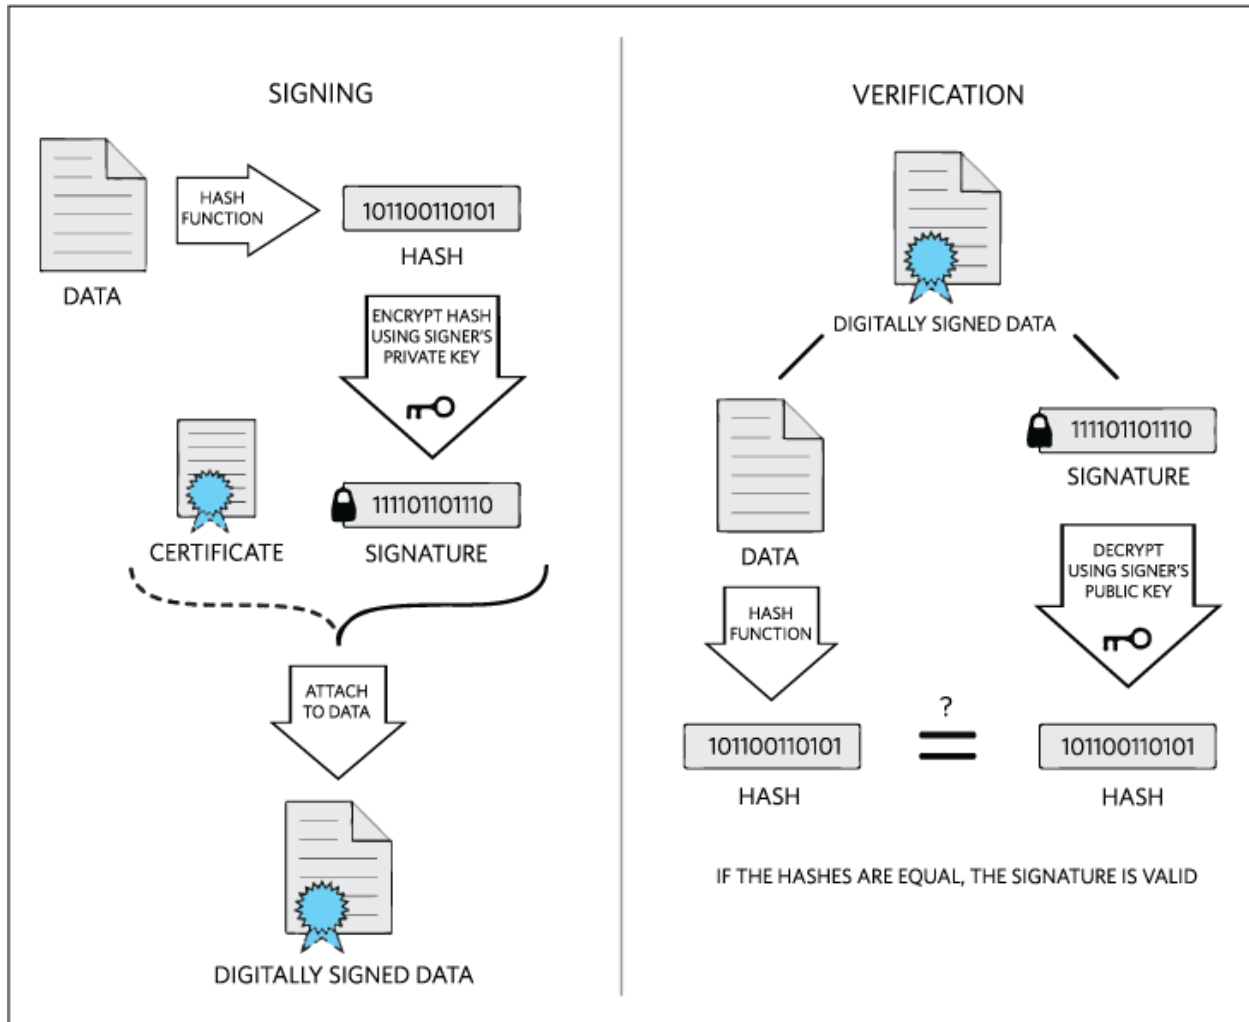 SIGNING
HASH
FUNCTION
101100110101
HASH
DATA
ENCRYPT HASH
USING SIGNER'S
PRIVATE KEY
111101101110
CERTIFICATE
SIGNATURE
ATTACH
TO DATA
DIGITALLY SIGNED DATA
VERIFICATION
DIGITALLY SIGNED DATA
111101101110
SIGNATURE
DATA
DECRYPT
USING SIGNER'S
PUBLIC KEY
HASH
FUNCTION
?
101100110101
101100110101
HASH
HASH
IF THE HASHES ARE EQUAL, THE SIGNATURE IS VALID